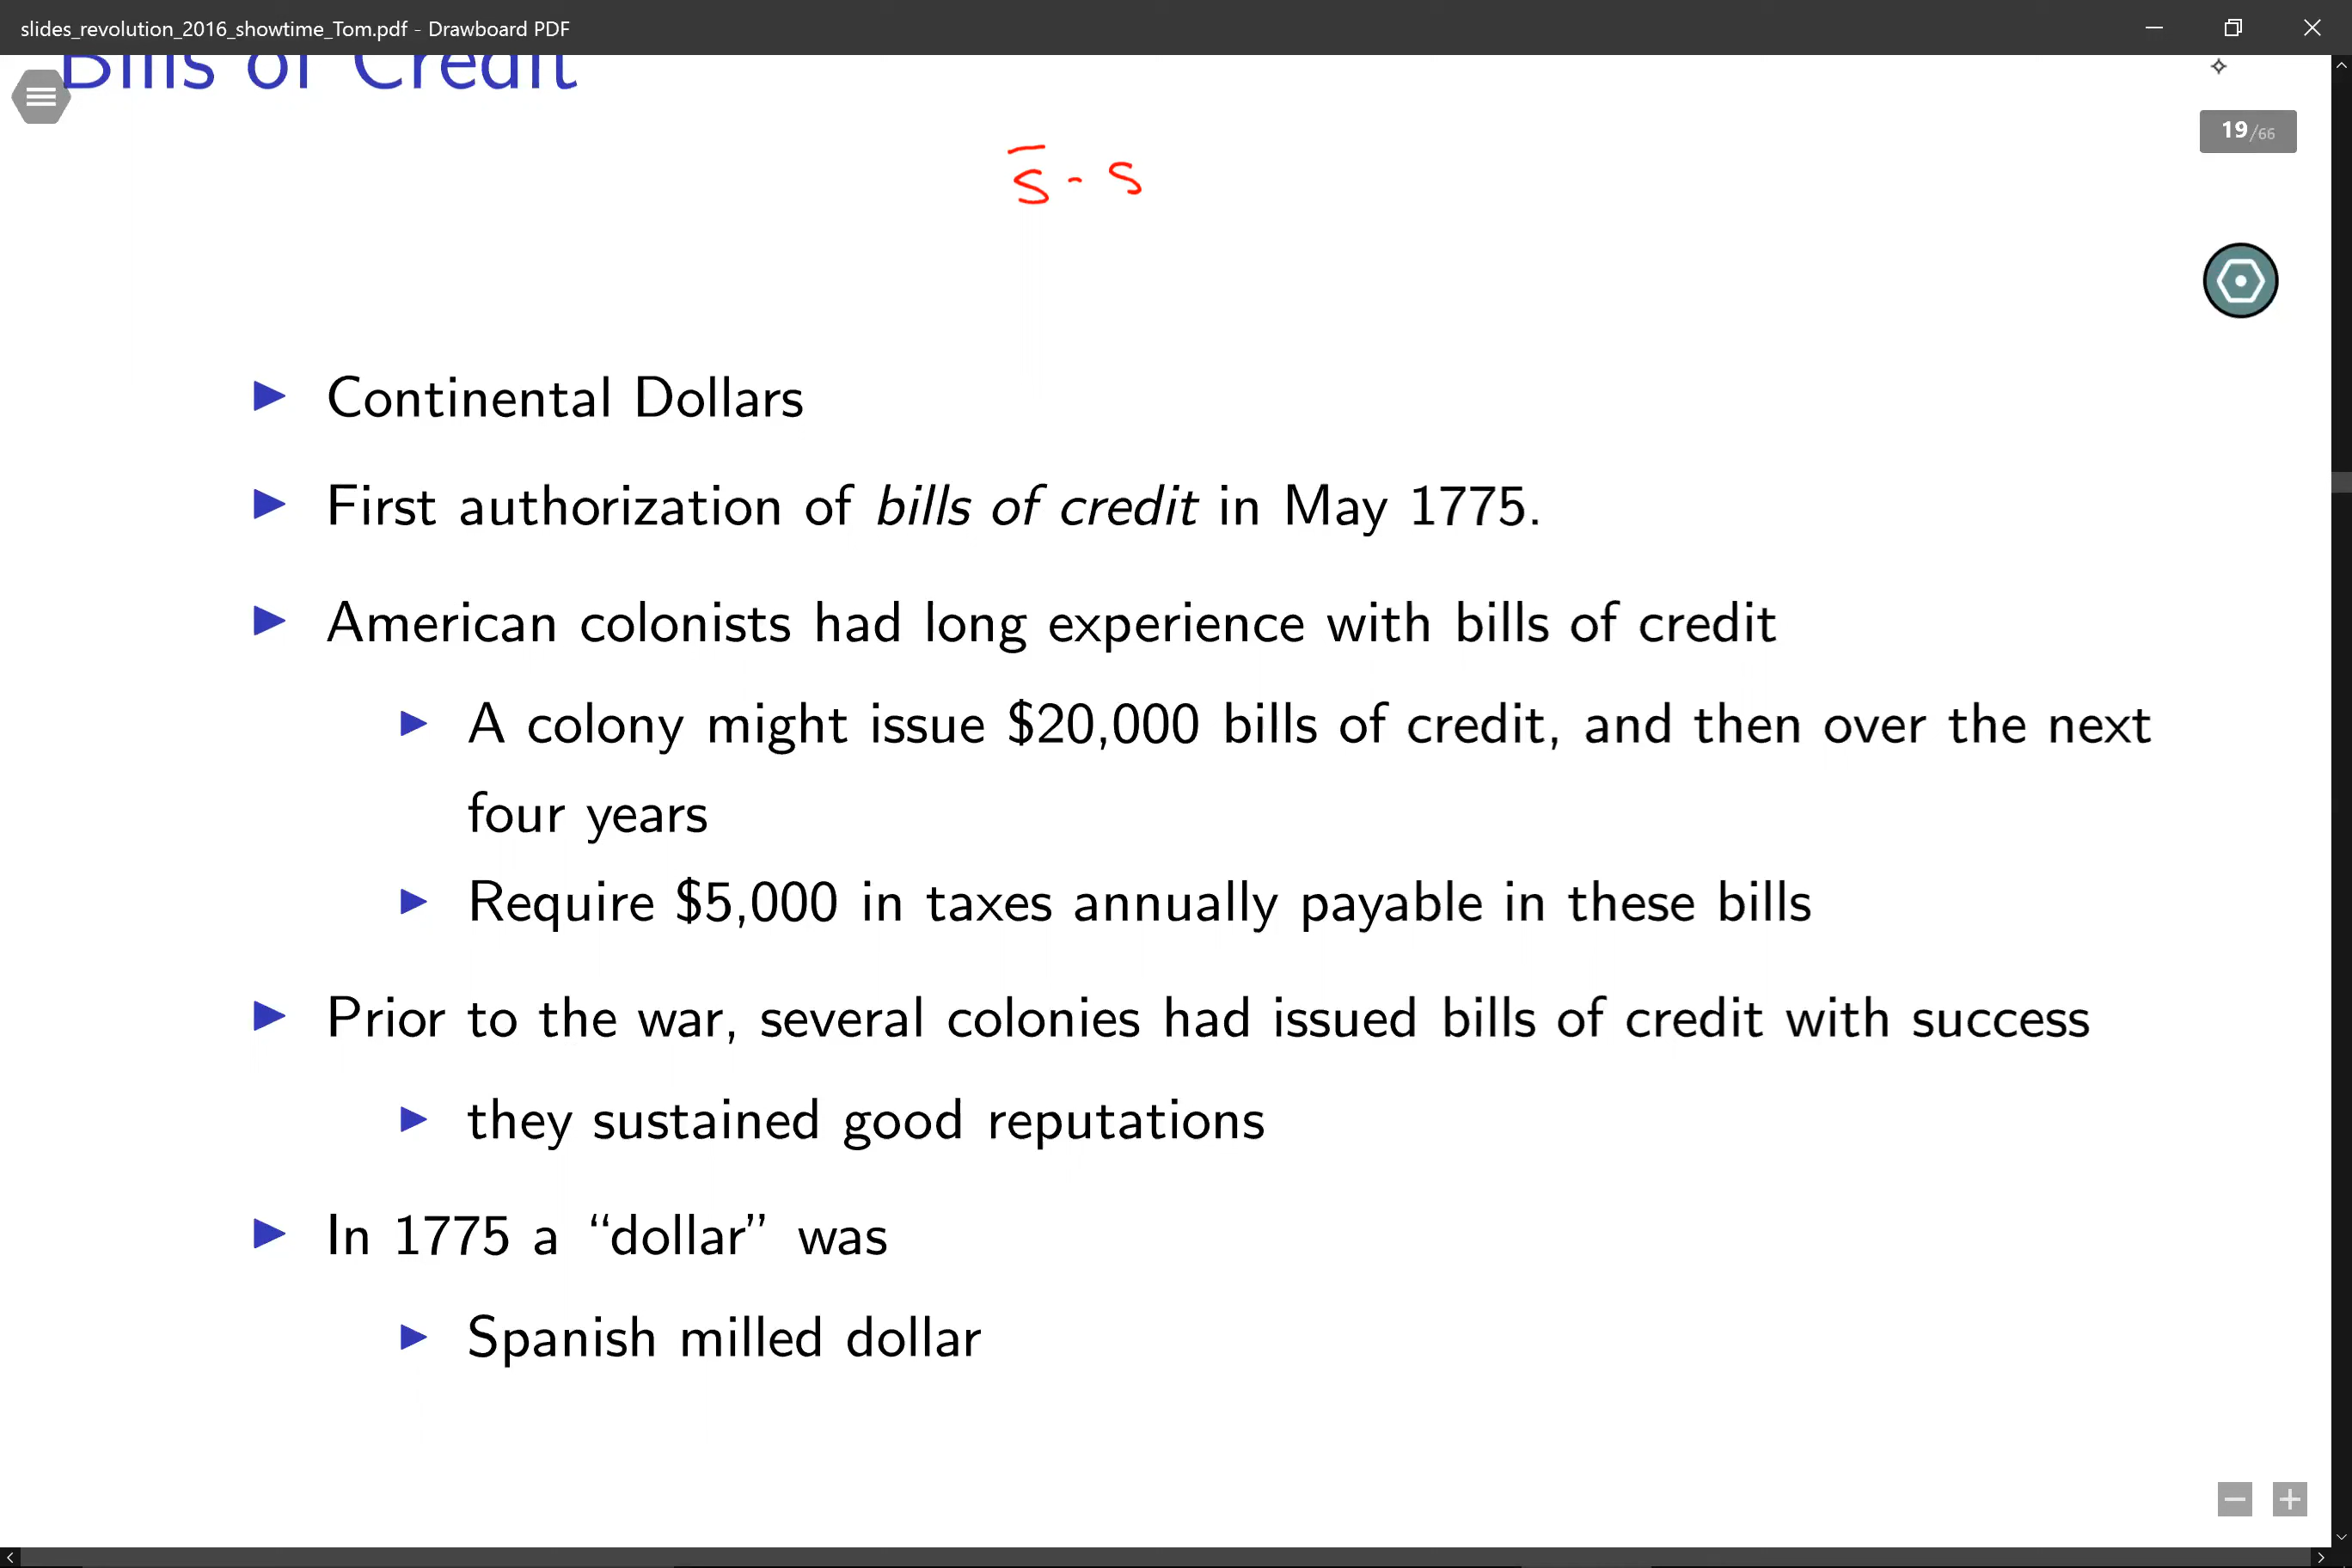 slides_revolution_2016_showtime_Tom.pdf - Drawboard PDF
Bills of Credit
19/66
s̅ - s
Continental Dollars
First authorization of bills of credit in May 1775.
American colonists had long experience with bills of credit
A colony might issue $20,000 bills of credit, and then over the next
four years
Require $5,000 in taxes annually payable in these bills
Prior to the war, several colonies had issued bills of credit with success
they sustained good reputations
In 1775 a “dollar” was
Spanish milled dollar